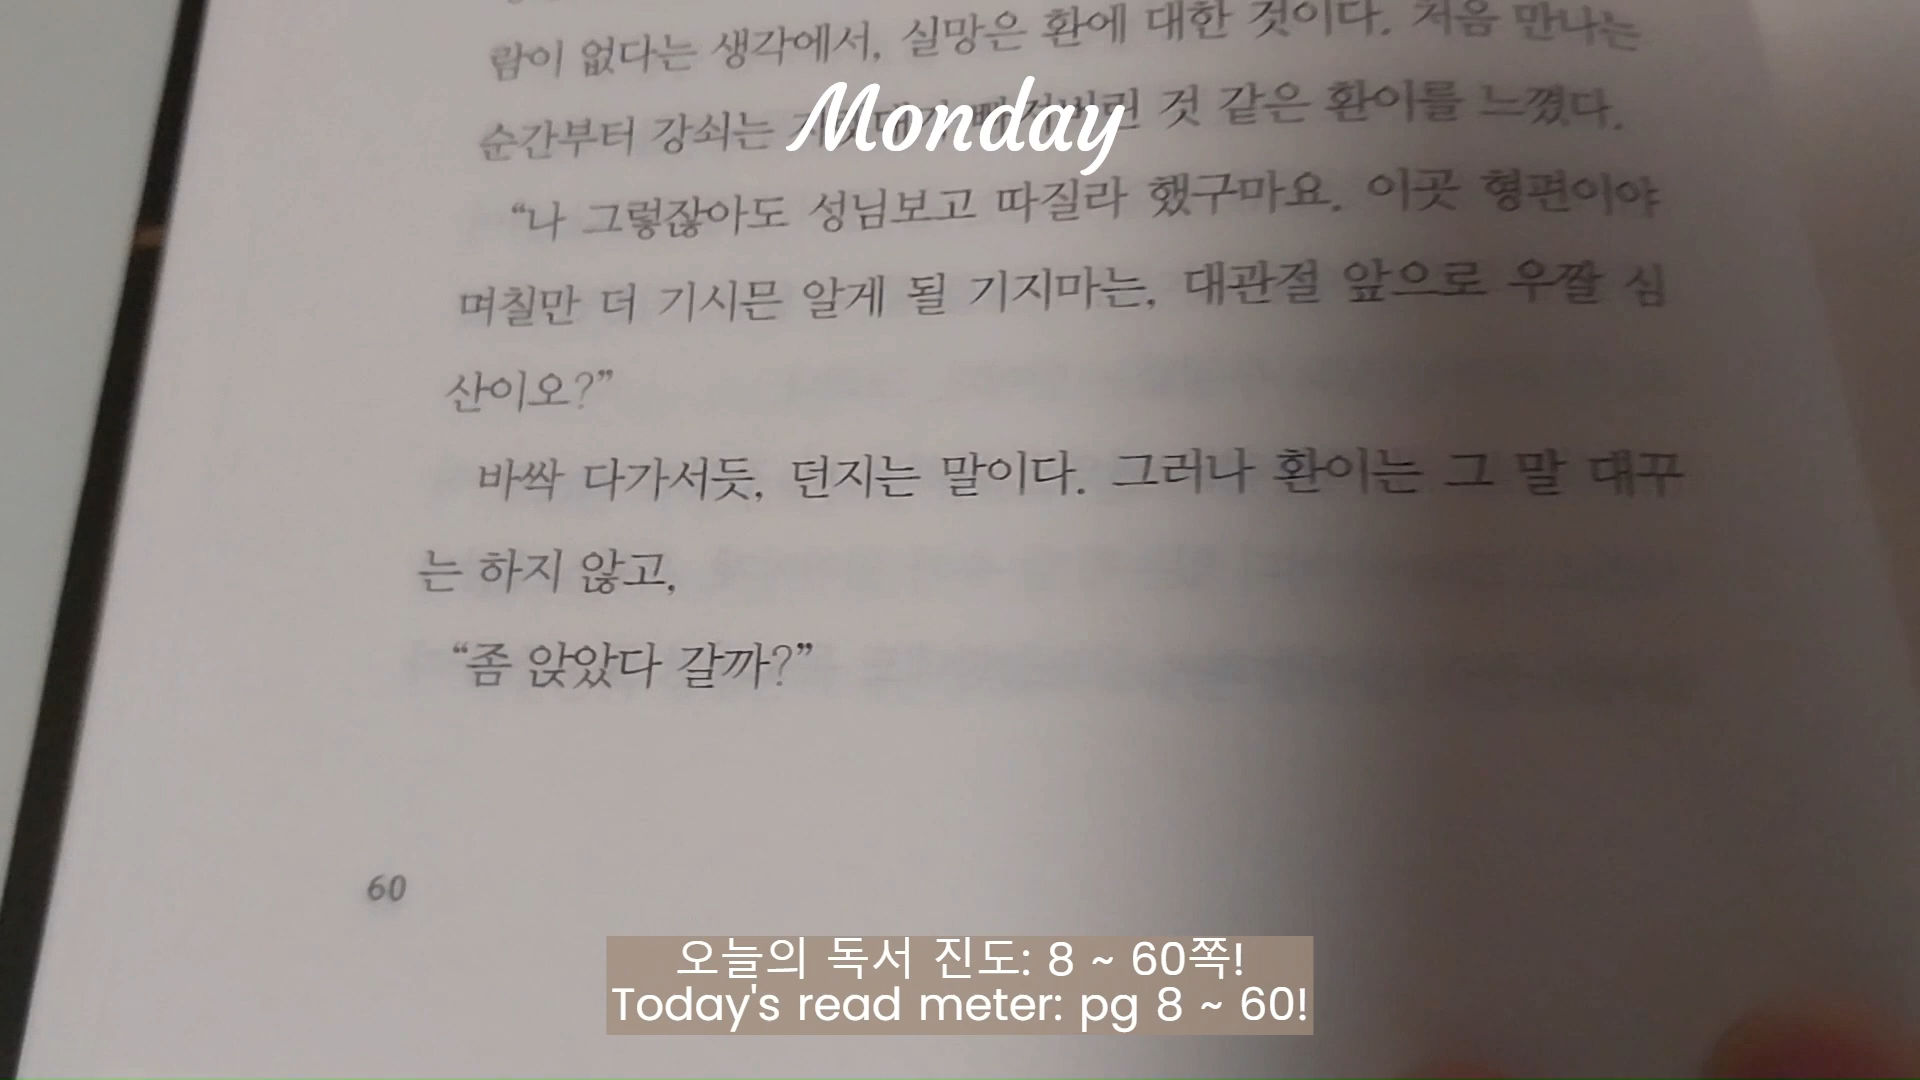 람이 없다는 생각에서, 실망은 환에 대한 것이다. 처음 만나는
순간부터 강쇠는 것 같은 환이를 느꼈다.
Monday
“나 그렇잖아도 성님보고 따질라 했구마요. 이곳 형편이야
며칠만 더 기시믄 알게 될 기지마는, 대관절 앞으로 우짤 심
산이오?”
바싹 다가서듯, 던지는 말이다. 그러나 환이는 그 말 대꾸
는 하지 않고,
“좀 앉았다 갈까?”
60
오늘의 독서 진도: 8 ~ 60쪽!
Today's read meter: pg 8 ~ 60!